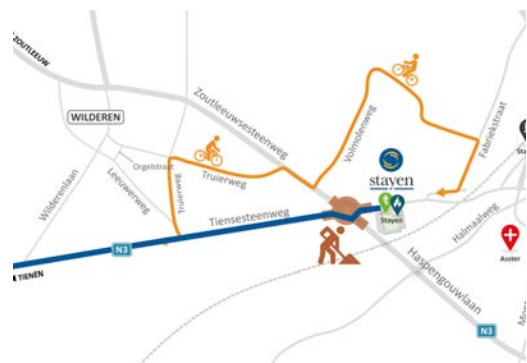 ZOUTLEEUW
WILDEREN
Zoutleeuwsesteenweg
Volmolenweg
Fabriekstraat
Orgelstraat
Truierweg
Leeuwerweg
Wilderenlaan
Truierweg
stayen
Stayen
Tiensesteenweg
Halmaalweg
Asster
N3
TIENEN
Haspengouwlaan
N3